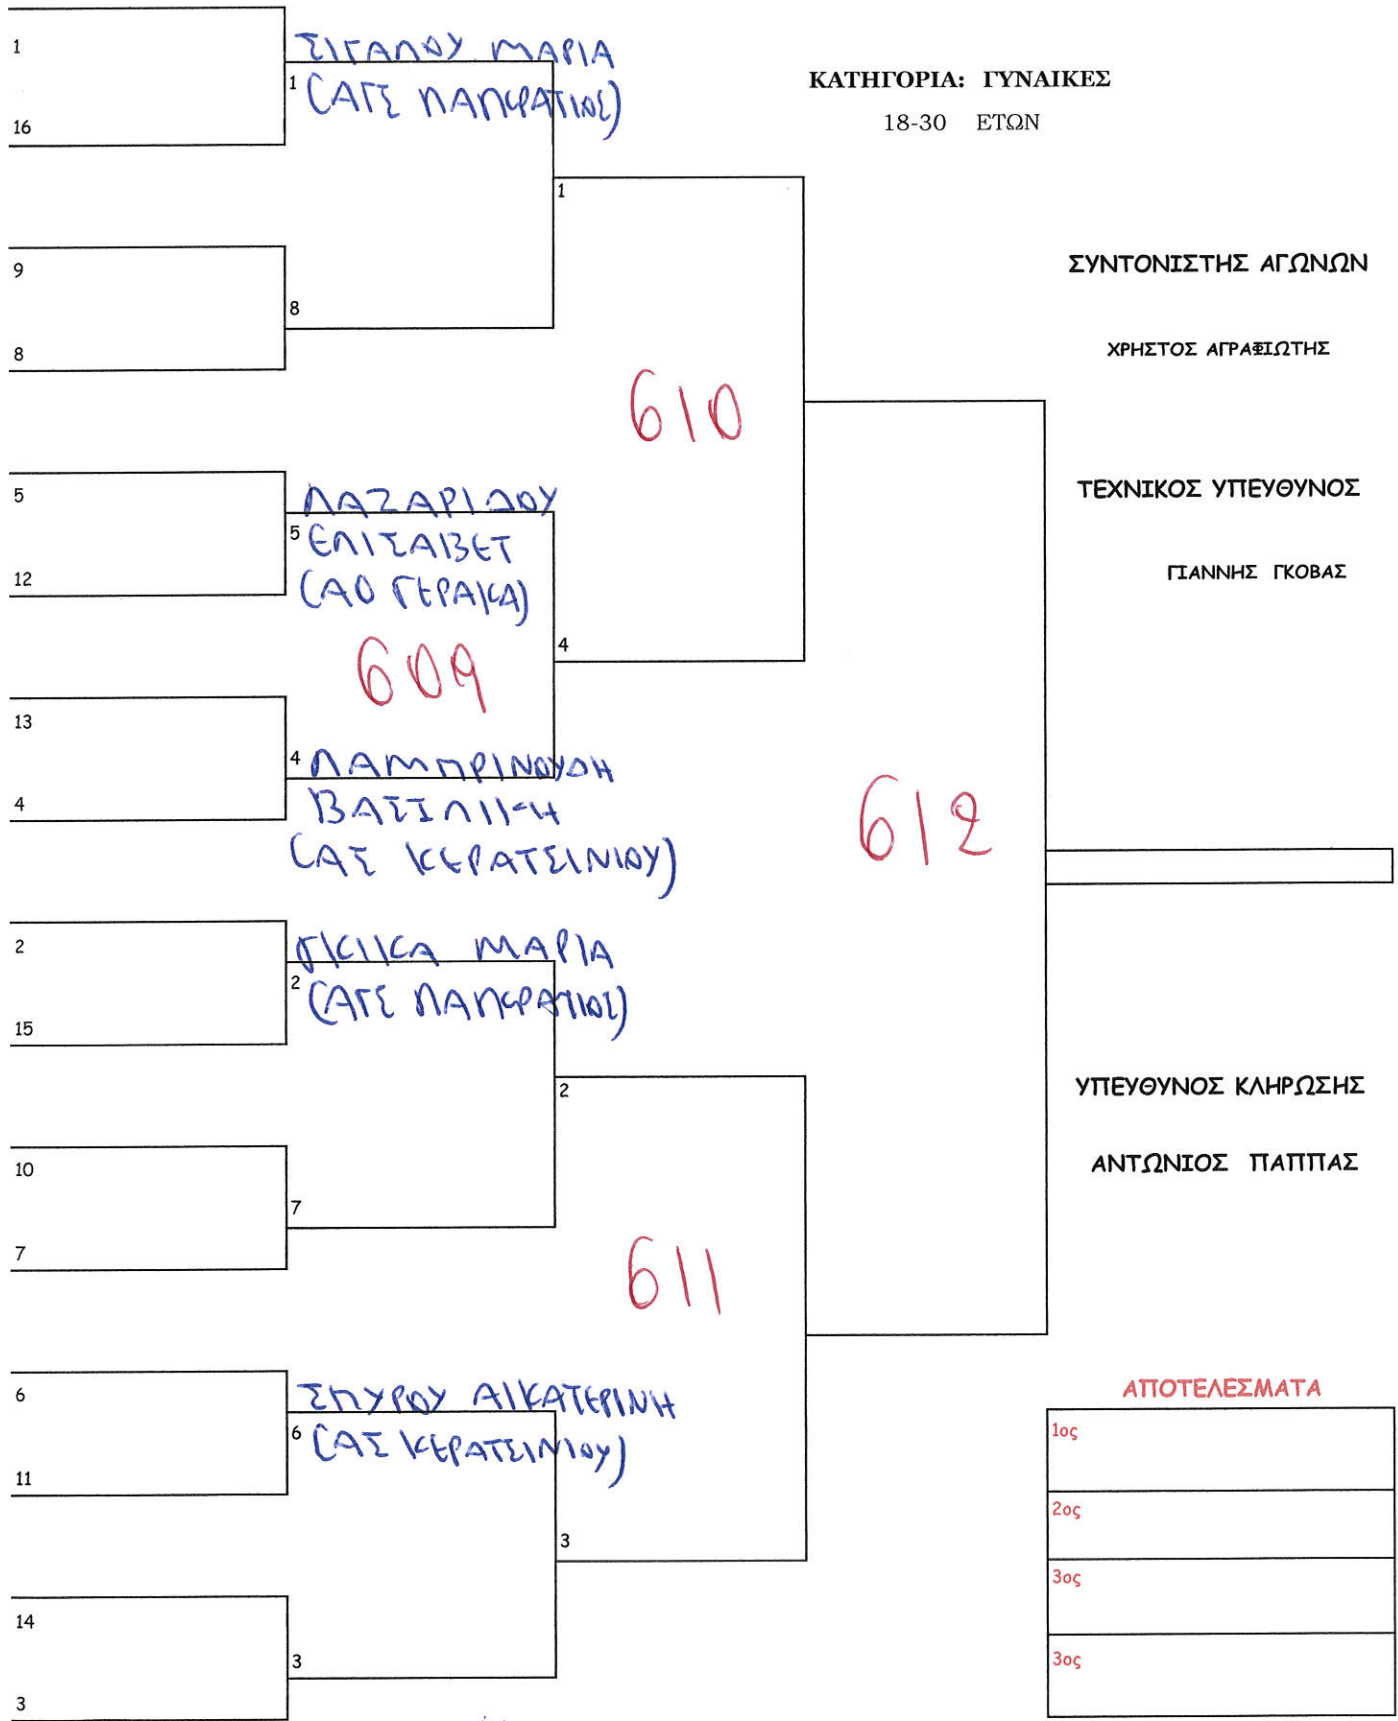 ΚΑΤΗΓΟΡΙΑ: ΓΥΝΑΙΚΕΣ
18-30 ΕΤΩΝ
1
16
1 ΣΙΓΑΛΟΥ ΜΑΡΙΑ
(ΑΓΣ ΠΑΓΚΡΑΤΙΟΣ)
1
9
8
8
610
5
12
5 ΛΑΖΑΡΙΔΟΥ
ΕΛΙΣΑΒΕΤ
(ΑΟ ΓΕΡΑΚΑ)
609
4
13
4
4 ΛΑΜΠΡΙΝΟΥΔΗ
ΒΑΣΙΛΙΚΗ
(ΑΣ ΚΕΡΑΤΣΙΝΙΟΥ)
612
2
15
2 ΓΚΙΚΑ ΜΑΡΙΑ
(ΑΓΣ ΠΑΓΚΡΑΤΙΟΣ)
2
10
7
7
611
6
11
6 ΣΠΥΡΟΥ ΑΙΚΑΤΕΡΙΝΗ
(ΑΣ ΚΕΡΑΤΣΙΝΙΟΥ)
3
14
3
3
ΣΥΝΤΟΝΙΣΤΗΣ ΑΓΩΝΩΝ
ΧΡΗΣΤΟΣ ΑΓΡΑΦΙΩΤΗΣ
ΤΕΧΝΙΚΟΣ ΥΠΕΥΘΥΝΟΣ
ΓΙΑΝΝΗΣ ΓΚΟΒΑΣ
ΥΠΕΥΘΥΝΟΣ ΚΛΗΡΩΣΗΣ
ΑΝΤΩΝΙΟΣ ΠΑΠΠΑΣ
ΑΠΟΤΕΛΕΣΜΑΤΑ
1ος
2ος
3ος
3ος